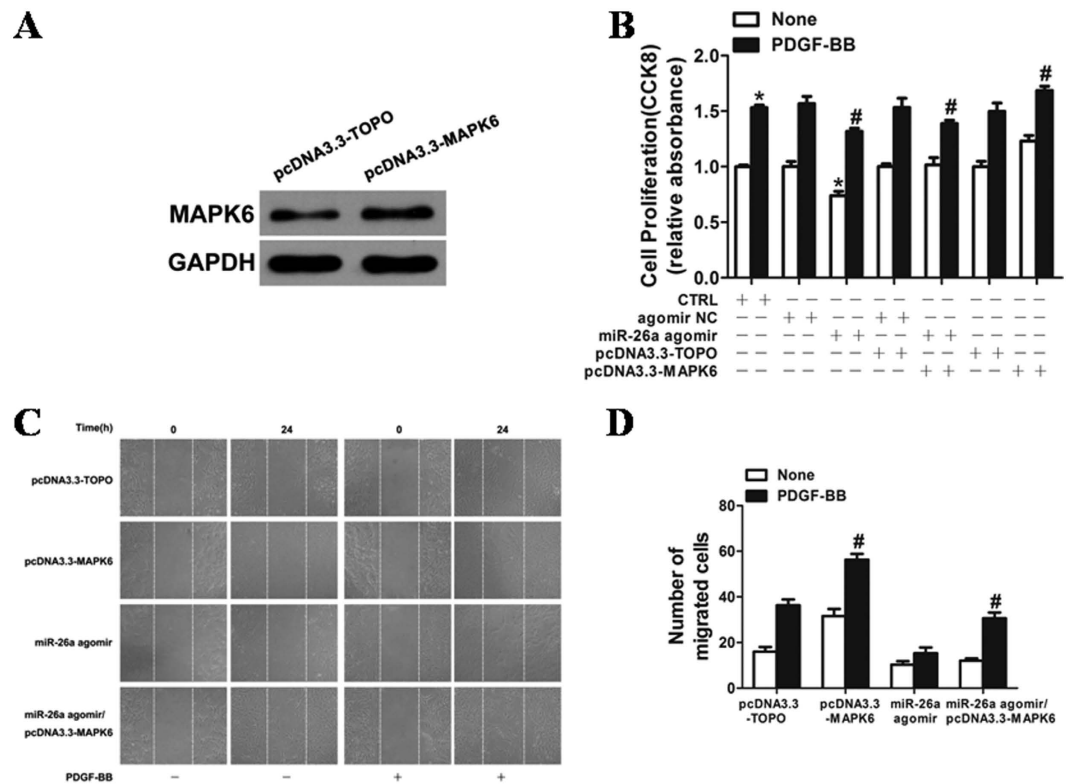 A
pcDNA3.3-TOPO
pcDNA3.3-MAPK6
MAPK6
GAPDH
B
None
PDGF-BB
Cell Proliferation(CCK8)
(relative absorbance)
2.0
1.5
1.0
0.5
0.0
*
*
#
#
#
CTRL + + − − − − − − − − − − − −
agomir NC − − + + − − + + − − − − − −
miR-26a agomir − − − − + + − − + + − − − −
pcDNA3.3-TOPO − − − − − − + + − − + + − −
pcDNA3.3-MAPK6 − − − − − − − − + + − − + +
C
Time(h) 0 24 0 24
pcDNA3.3-TOPO
pcDNA3.3-MAPK6
miR-26a agomir
miR-26a agomir/
pcDNA3.3-MAPK6
PDGF-BB − − + +
D
None
PDGF-BB
Number of
migrated cells
80
60
40
20
0
#
#
pcDNA3.3
-TOPO
pcDNA3.3
-MAPK6
miR-26a
agomir
miR-26a agomir/
pcDNA3.3-MAPK6